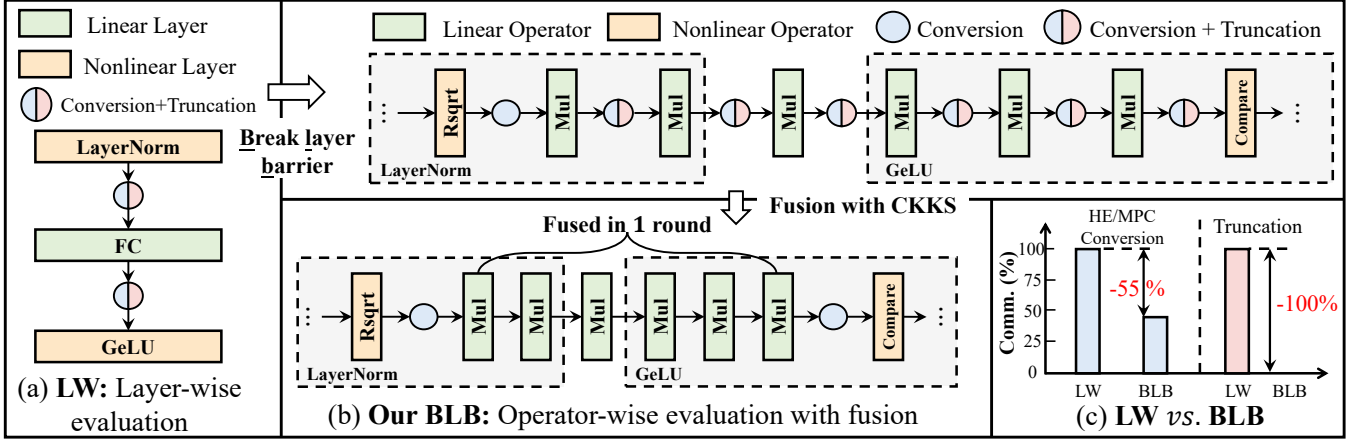 Linear Layer
Nonlinear Layer
Conversion+Truncation
LayerNorm
FC
GeLU
(a) LW: Layer-wise
evaluation
Break layer
barrier
Linear Operator
Nonlinear Operator
Conversion
Conversion + Truncation
⋮
Rsqrt
Mul
Mul
LayerNorm
Mul
Mul
Mul
Mul
Compare
⋮
GeLU
Fusion with CKKS
Fused in 1 round
⋮
Rsqrt
Mul
Mul
LayerNorm
Mul
Mul
Mul
Mul
Compare
⋮
GeLU
(b) Our BLB: Operator-wise evaluation with fusion
HE/MPC
Conversion
Truncation
Comm. (%)
100
75
50
25
0
-55 %
-100%
LW
BLB
LW
BLB
(c) LW vs. BLB